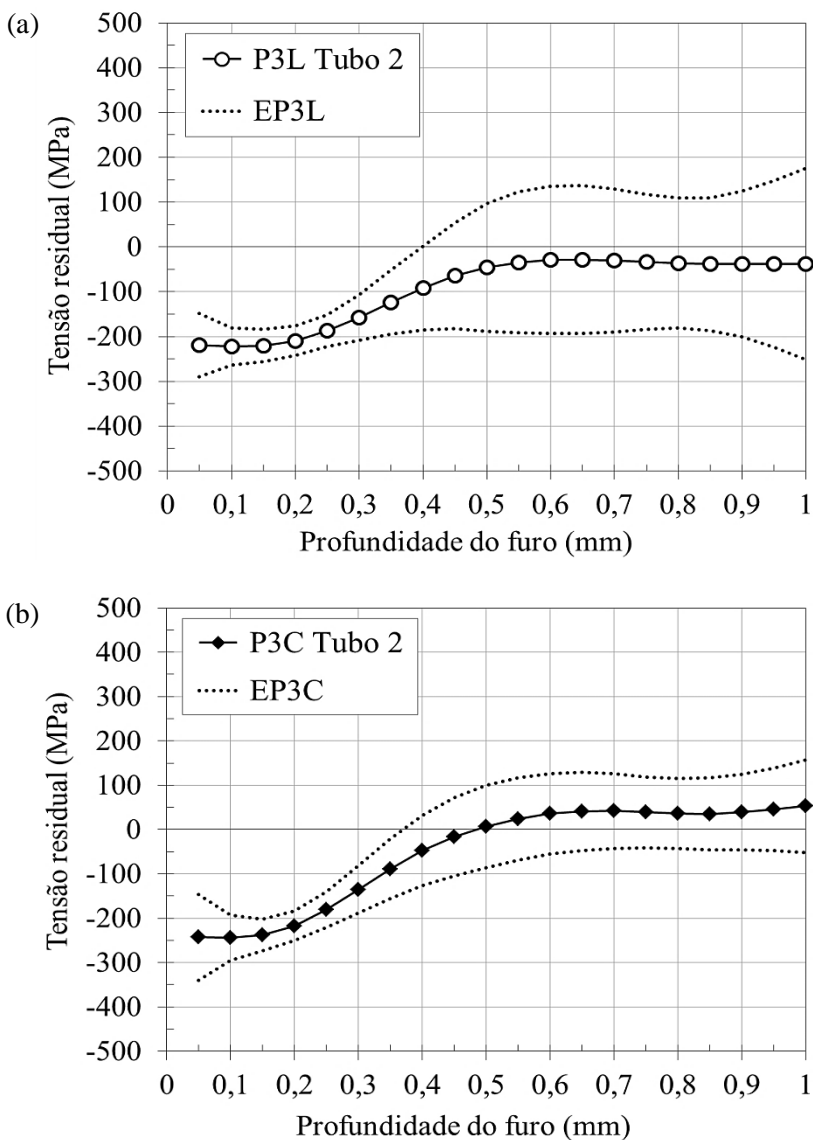 (a)
500
400
300
200
100
0
-100
-200
-300
-400
-500
Tensão residual (MPa)
P3L Tubo 2
EP3L
0 0,1 0,2 0,3 0,4 0,5 0,6 0,7 0,8 0,9 1
Profundidade do furo (mm)
(b)
500
400
300
200
100
0
-100
-200
-300
-400
-500
Tensão residual (MPa)
P3C Tubo 2
EP3C
0 0,1 0,2 0,3 0,4 0,5 0,6 0,7 0,8 0,9 1
Profundidade do furo (mm)